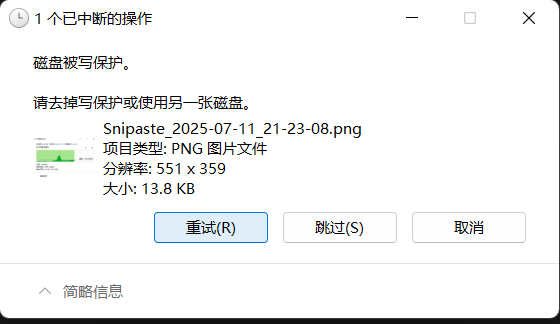 1 个已中断的操作
磁盘被写保护。
请去掉写保护或使用另一张磁盘。
Snipaste_2025-07-11_21-23-08.png
项目类型: PNG 图片文件
分辨率: 551 x 359
大小: 13.8 KB
重试(R)
跳过(S)
取消
简略信息